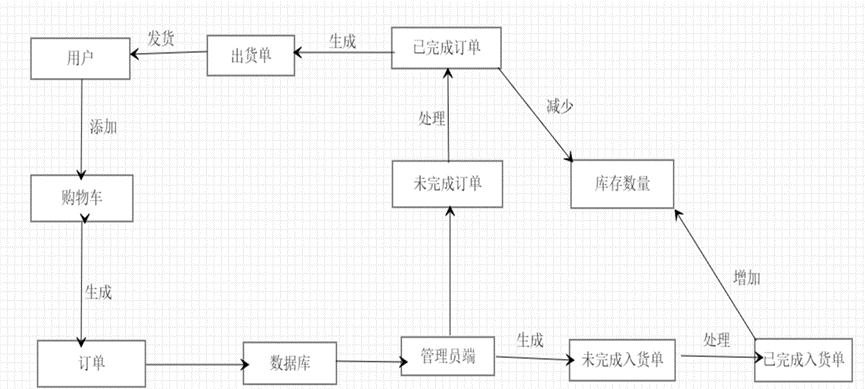 用户
发货
出货单
生成
已完成订单
添加
处理
减少
购物车
未完成订单
库存数量
生成
增加
订单
数据库
管理员端
生成
未完成入货单
处理
已完成入货单